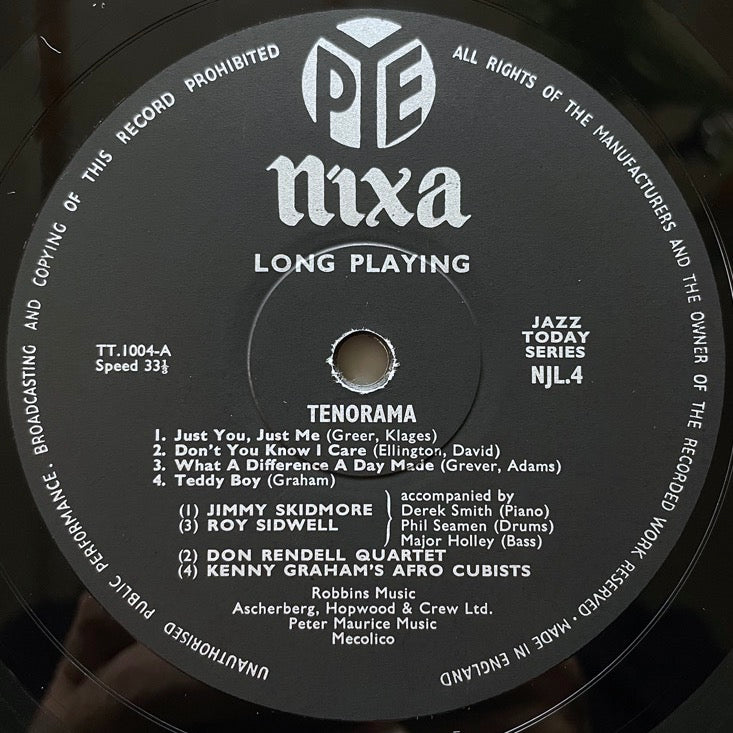 UNAUTHORISED PUBLIC PERFORMANCE, BROADCASTING AND COPYING OF THIS RECORD PROHIBITED
ALL RIGHTS OF THE MANUFACTURERS AND THE OWNER OF THE RECORDED WORK RESERVED • MADE IN ENGLAND
PYE
nixa
LONG PLAYING
TT.1004-A
Speed 33⅓
JAZZ
TODAY
SERIES
NJL.4
TENORAMA
1. Just You, Just Me (Greer, Klages)
2. Don't You Know I Care (Ellington, David)
3. What A Difference A Day Made (Grever, Adams)
4. Teddy Boy (Graham)
(1) JIMMY SKIDMORE
(3) ROY SIDWELL
accompanied by
Derek Smith (Piano)
Phil Seamen (Drums)
Major Holley (Bass)
(2) DON RENDELL QUARTET
(4) KENNY GRAHAM'S AFRO CUBISTS
Robbins Music
Ascherberg, Hopwood & Crew Ltd.
Peter Maurice Music
Mecolico